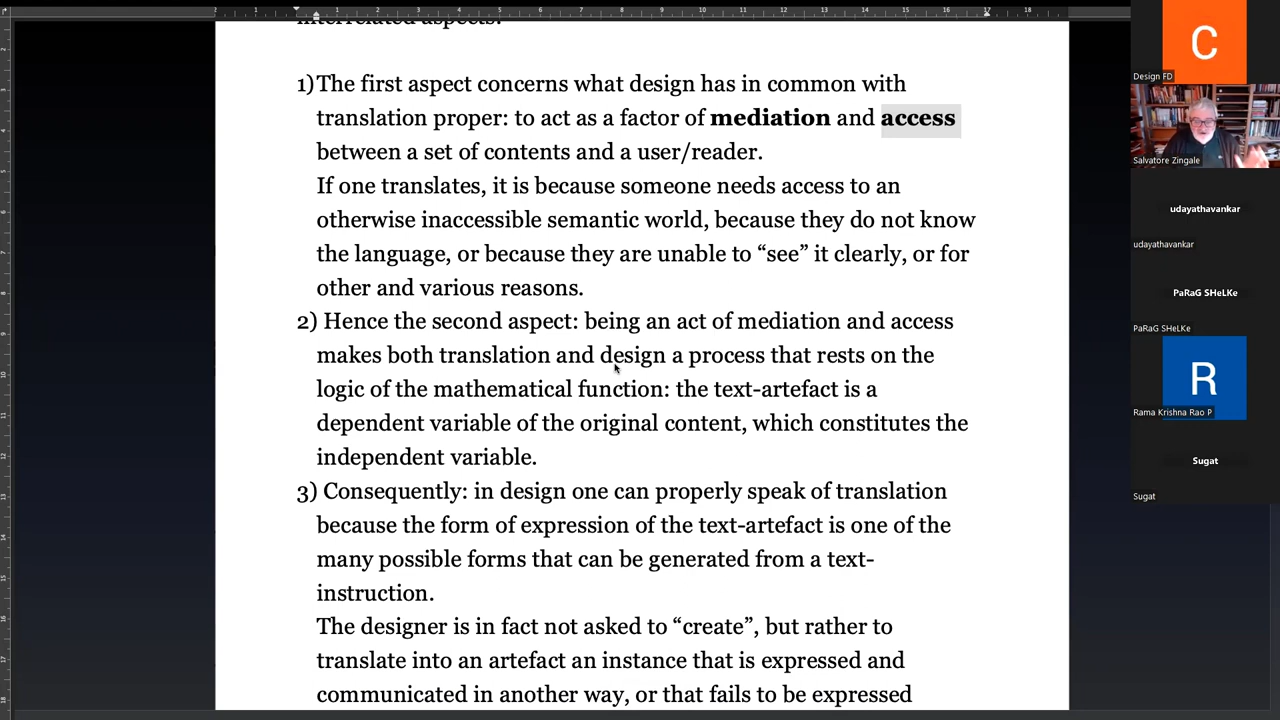 interrelated aspects.
1) The first aspect concerns what design has in common with
translation proper: to act as a factor of mediation and access
between a set of contents and a user/reader.
If one translates, it is because someone needs access to an
otherwise inaccessible semantic world, because they do not know
the language, or because they are unable to “see” it clearly, or for
other and various reasons.
2) Hence the second aspect: being an act of mediation and access
makes both translation and design a process that rests on the
logic of the mathematical function: the text-artefact is a
dependent variable of the original content, which constitutes the
independent variable.
3) Consequently: in design one can properly speak of translation
because the form of expression of the text-artefact is one of the
many possible forms that can be generated from a text-
instruction.
The designer is in fact not asked to “create”, but rather to
translate into an artefact an instance that is expressed and
communicated in another way, or that fails to be expressed
C
Design FD
Salvatore Zingale
udayathavankar
udayathavankar
PaRaG SHeLKe
PaRaG SHeLKe
R
Rama Krishna Rao P
Sugat
Sugat